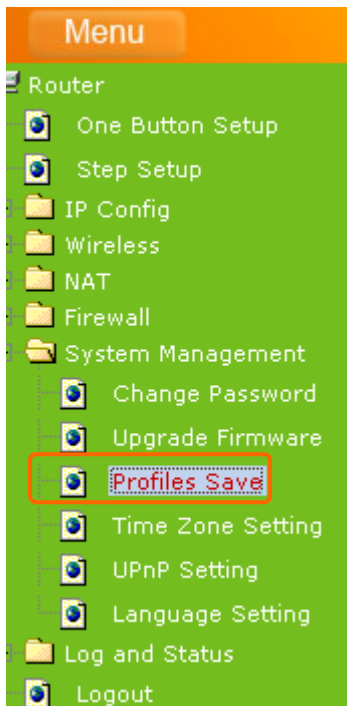 Menu
Router
One Button Setup
Step Setup
IP Config
Wireless
NAT
Firewall
System Management
Change Password
Upgrade Firmware
Profiles Save
Time Zone Setting
UPnP Setting
Language Setting
Log and Status
Logout